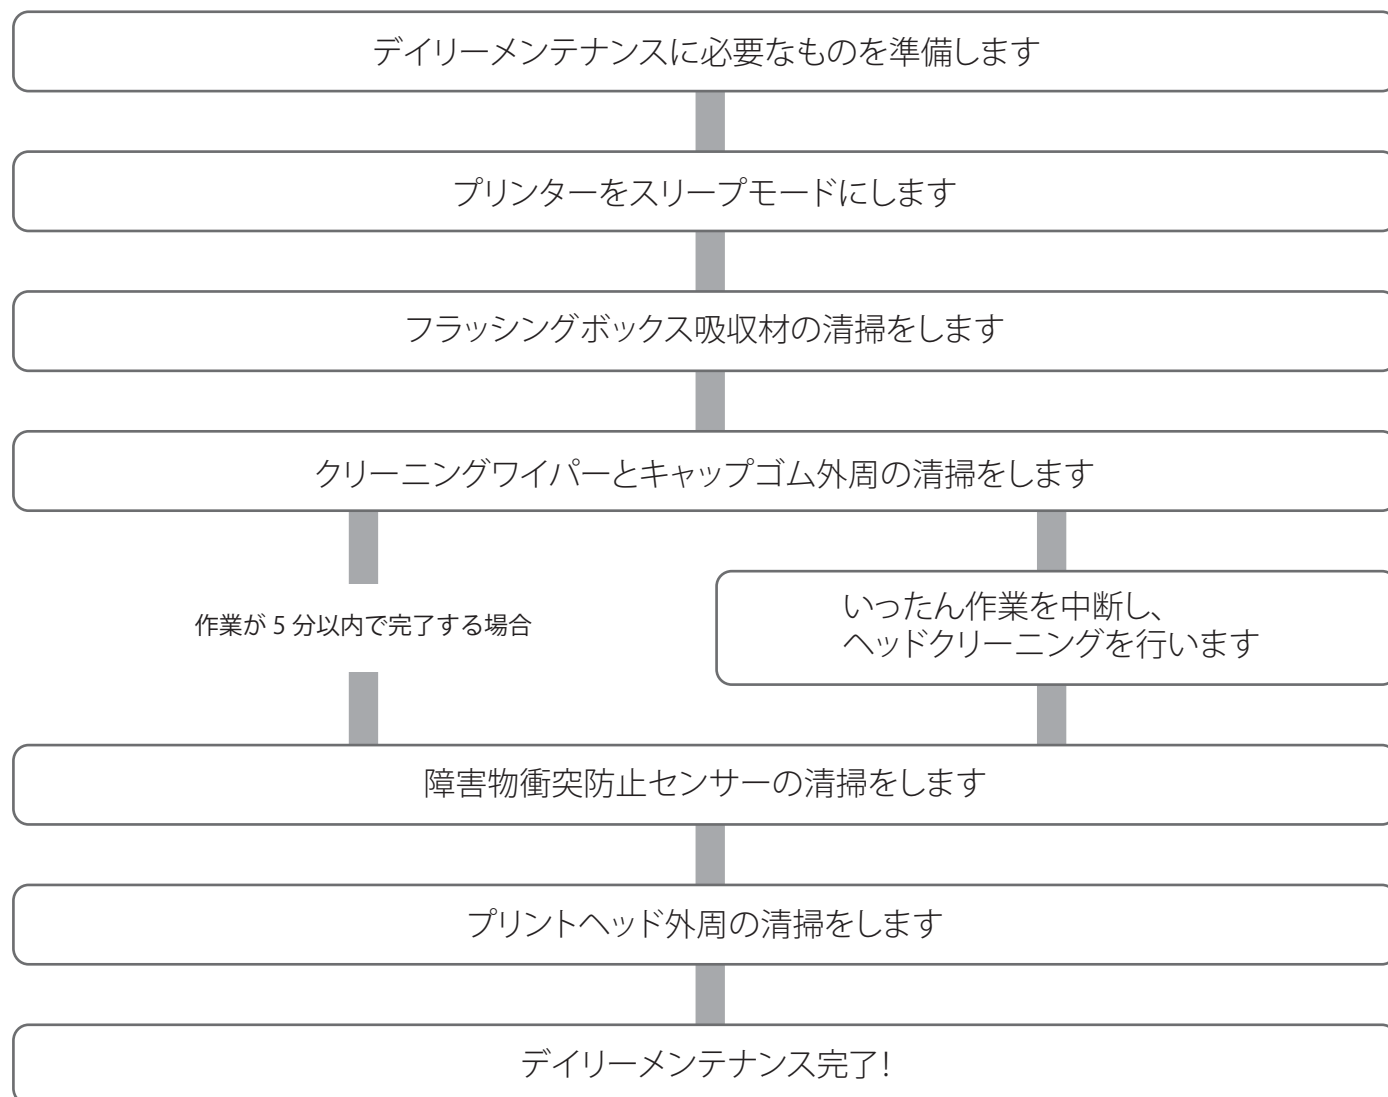 デイリーメンテナンスに必要なものを準備します
プリンターをスリープモードにします
フラッシングボックス吸収材の清掃をします
クリーニングワイパーとキャップゴム外周の清掃をします
作業が 5 分以内で完了する場合
いったん作業を中断し、
ヘッドクリーニングを行います
障害物衝突防止センサーの清掃をします
プリントヘッド外周の清掃をします
デイリーメンテナンス完了!